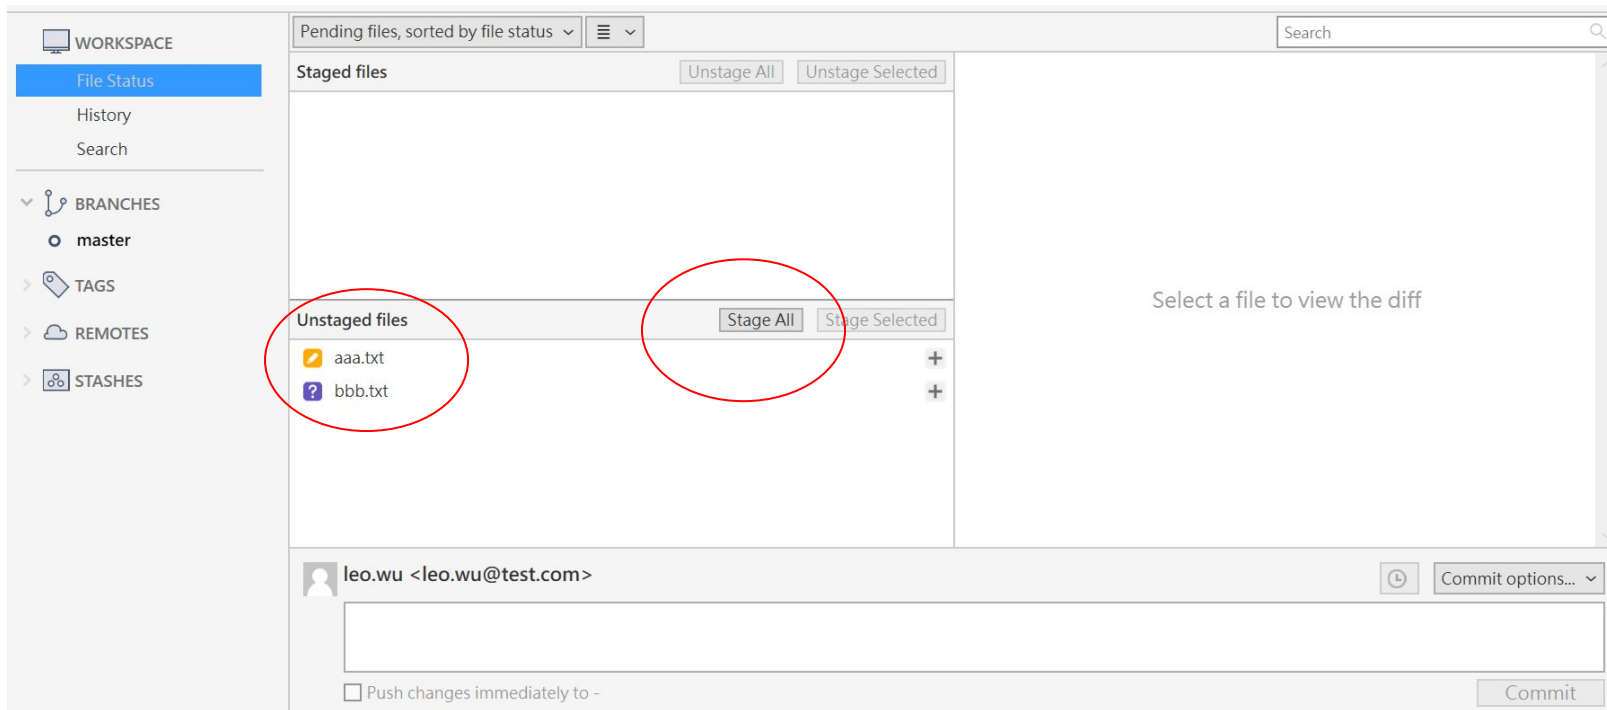 WORKSPACE
File Status
History
Search
BRANCHES
master
TAGS
REMOTES
STASHES
Pending files, sorted by file status
Search
Staged files Unstage All Unstage Selected
Unstaged files Stage All Stage Selected
aaa.txt
? bbb.txt
Select a file to view the diff
leo.wu <leo.wu@test.com>
Commit options...
Push changes immediately to -
Commit